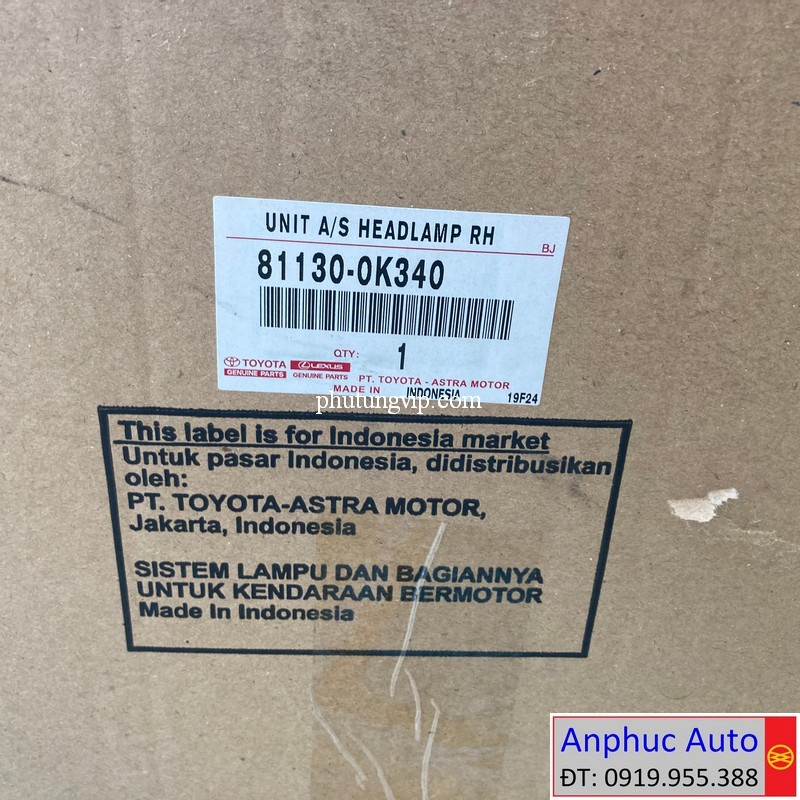 UNIT A/S HEADLAMP RH
BJ
81130-0K340
QTY: 1
TOYOTA LEXUS
GENUINE PARTS GENUINE PARTS PT. TOYOTA - ASTRA MOTOR
MADE IN INDONESIA 19F24
phutungvip.com
This label is for Indonesia market
Untuk pasar Indonesia, didistribusikan
oleh:
PT. TOYOTA-ASTRA MOTOR,
Jakarta, Indonesia
SISTEM LAMPU DAN BAGIANNYA
UNTUK KENDARAAN BERMOTOR
Made In Indonesia
Anphuc Auto
ĐT: 0919.955.388